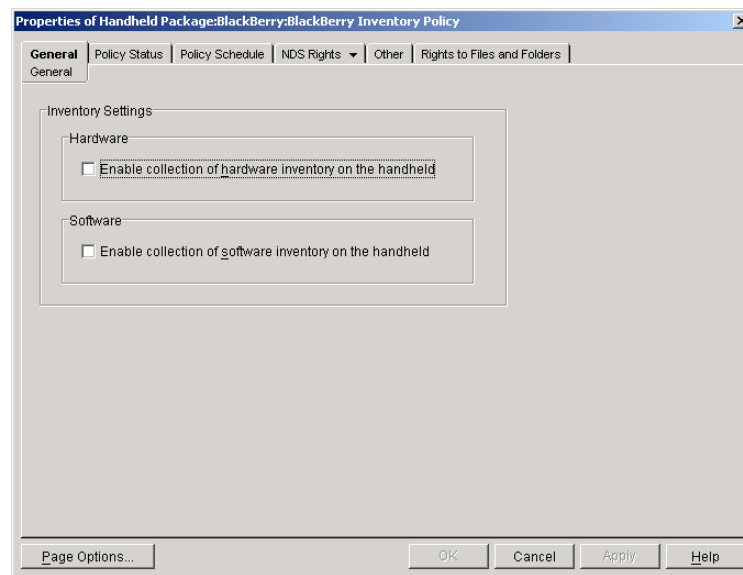 Properties of Handheld Package:BlackBerry:BlackBerry Inventory Policy
General Policy Status Policy Schedule NDS Rights Other Rights to Files and Folders
General
Inventory Settings
Hardware
Enable collection of hardware inventory on the handheld
Software
Enable collection of software inventory on the handheld
Page Options... OK Cancel Apply Help